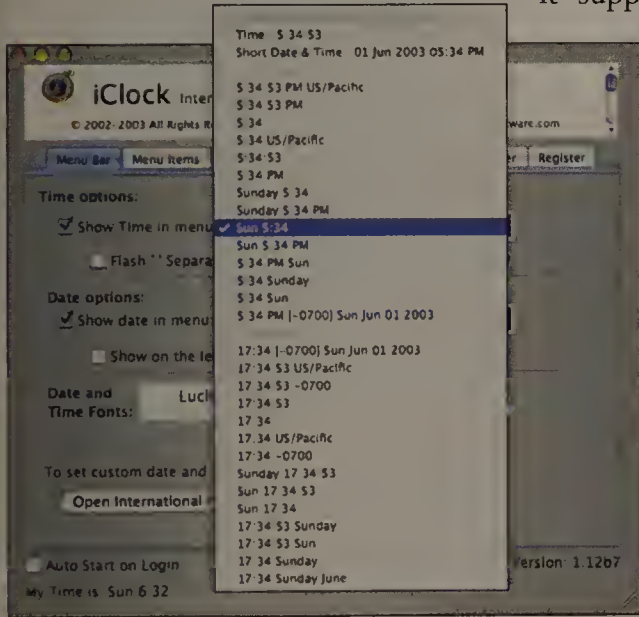 it supp
Time 5 34 53
Short Date & Time 01 Jun 2003 05:34 PM
5 34 53 PM US/Pacific
5 34 53 PM
5 34
5 34 US/Pacific
5:34:53
5 34 PM
Sunday 5 34
Sunday 5 34 PM
✓ Sun 5:34
Sun 5 34 PM
5 34 PM Sun
5 34 Sunday
5 34 Sun
5 34 PM (-0700) Sun Jun 01 2003
17:34 (-0700) Sun Jun 01 2003
17 34 53 US/Pacific
17 34 53 -0700
17 34 53
17 34
17.34 US/Pacific
17 34 -0700
Sunday 17 34 53
Sun 17 34 53
Sun 17 34
17 34 53 Sunday
17 34 53 Sun
17 34 Sunday
17 34 Sunday June
iClock Inter
© 2002-2003 All Rights R
ware.com
Menu Bar Menu Items
er Register
Time options:
Show Time in menu
Flash ":" Separa
Date options:
Show date in menu
Show on the le
Date and
Time Fonts:
Luci
To set custom date and
Open International
Auto Start on Login
Version: 1.12b7
My Time is Sun 6 32